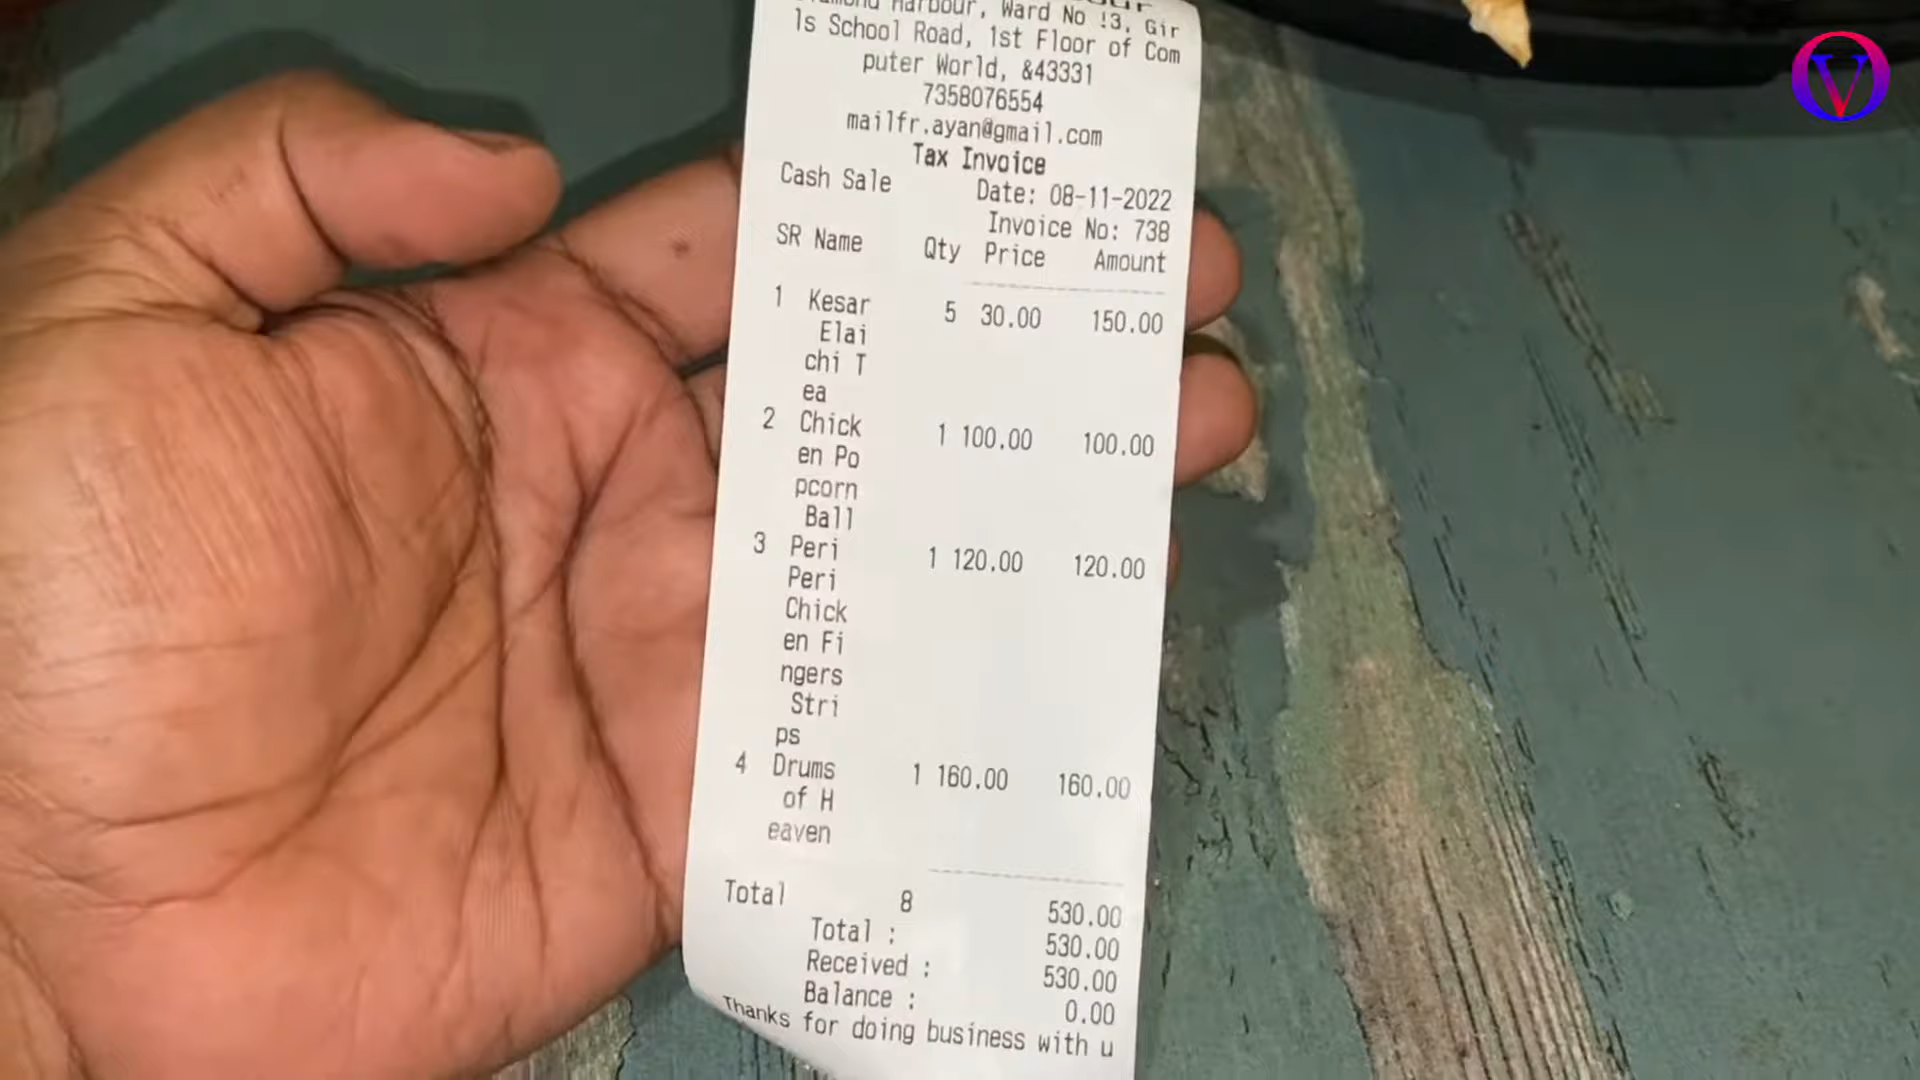 Harbour, Ward No !3, Gir
ls School Road, 1st Floor of Com
puter World, &43331
7358076554
mailfr.ayan@gmail.com
Tax Invoice
Cash Sale Date: 08-11-2022
Invoice No: 738
SR Name Qty Price Amount
1 Kesar 5 30.00 150.00
Elai
chi T
ea
2 Chick 1 100.00 100.00
en Po
pcorn
Ball
3 Peri 1 120.00 120.00
Peri
Chick
en Fi
ngers
Stri
ps
4 Drums 1 160.00 160.00
of H
eaven
Total 8 530.00
Total : 530.00
Received : 530.00
Balance : 0.00
Thanks for doing business with u
OV